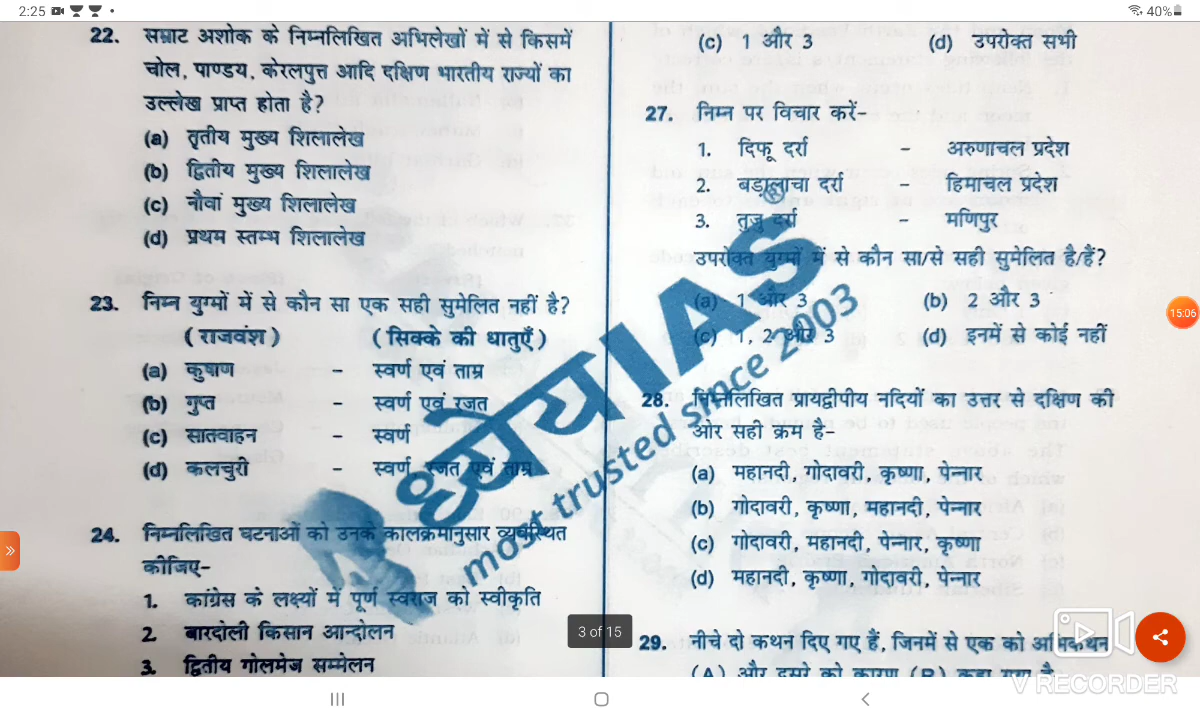 2:25
40%
22. सम्राट अशोक के निम्नलिखित अभिलेखों में से किसमें
चोल, पाण्डय, केरलपुत्त आदि दक्षिण भारतीय राज्यों का
उल्लेख प्राप्त होता है?
(a) तृतीय मुख्य शिलालेख
(b) द्वितीय मुख्य शिलालेख
(c) नौवां मुख्य शिलालेख
(d) प्रथम स्तम्भ शिलालेख
23. निम्न युग्मों में से कौन सा एक सही सुमेलित नहीं है?
(राजवंश) (सिक्के की धातुएँ)
(a) कुषाण - स्वर्ण एवं ताम्र
(b) गुप्त - स्वर्ण एवं रजत
(c) सातवाहन - स्वर्ण
(d) कलचुरी - स्वर्ण रजत एवं ताम्र
24. निम्नलिखित घटनाओं को उनके कालक्रमानुसार व्यवस्थित
कीजिए-
1. कांग्रेस के लक्ष्यों में पूर्ण स्वराज को स्वीकृति
2. बारदोली किसान आन्दोलन
3. द्वितीय गोलमेज सम्मेलन
(c) 1 और 3 (d) उपरोक्त सभी
27. निम्न पर विचार करें-
1. दिफू दर्रा - अरुणाचल प्रदेश
2. बड़ालाचा दर्रा - हिमाचल प्रदेश
3. तुजु दर्रा - मणिपुर
उपरोक्त युग्मों में से कौन सा/से सही सुमेलित है/हैं?
(a) 1 और 3 (b) 2 और 3
(c) 1, 2 और 3 (d) इनमें से कोई नहीं
28. निम्नलिखित प्रायद्वीपीय नदियों का उत्तर से दक्षिण की
ओर सही क्रम है-
(a) महानदी, गोदावरी, कृष्णा, पेन्नार
(b) गोदावरी, कृष्णा, महानदी, पेन्नार
(c) गोदावरी, महानदी, पेन्नार, कृष्णा
(d) महानदी, कृष्णा, गोदावरी, पेन्नार
29. नीचे दो कथन दिए गए हैं, जिनमें से एक को अभिकथन
(A) और दूसरे को कारण (R) कहा गया है
ध्येय IAS
most trusted since 2003
3 of 15
15:06
V RECORDER